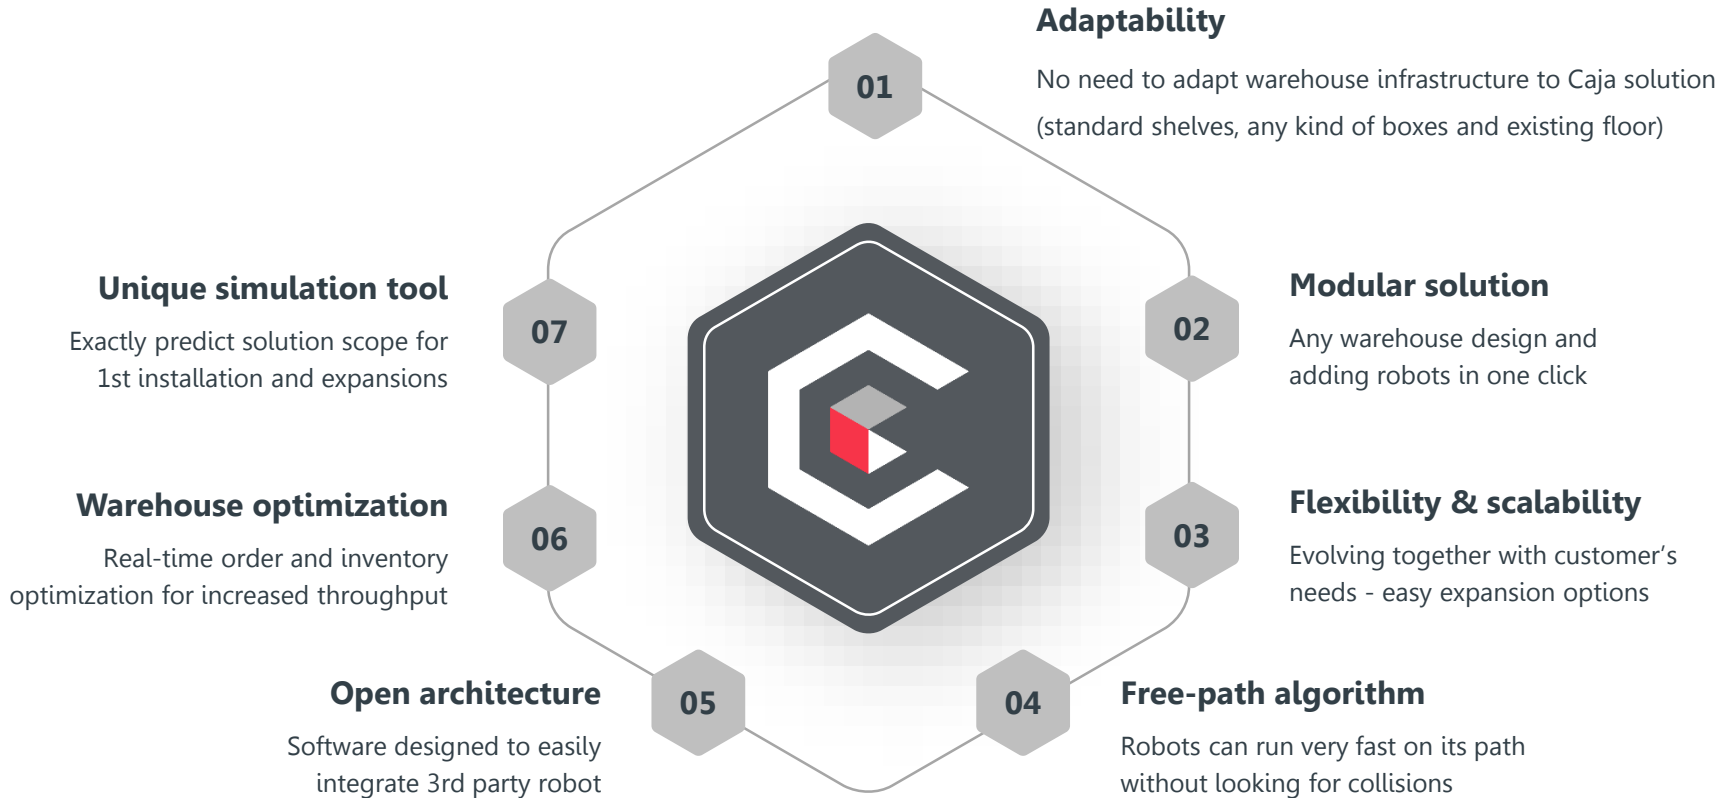 01
Adaptability
No need to adapt warehouse infrastructure to Caja solution
(standard shelves, any kind of boxes and existing floor)
02
Modular solution
Any warehouse design and
adding robots in one click
03
Flexibility & scalability
Evolving together with customer’s
needs - easy expansion options
04
Free-path algorithm
Robots can run very fast on its path
without looking for collisions
05
Open architecture
Software designed to easily
integrate 3rd party robot
06
Warehouse optimization
Real-time order and inventory
optimization for increased throughput
07
Unique simulation tool
Exactly predict solution scope for
1st installation and expansions